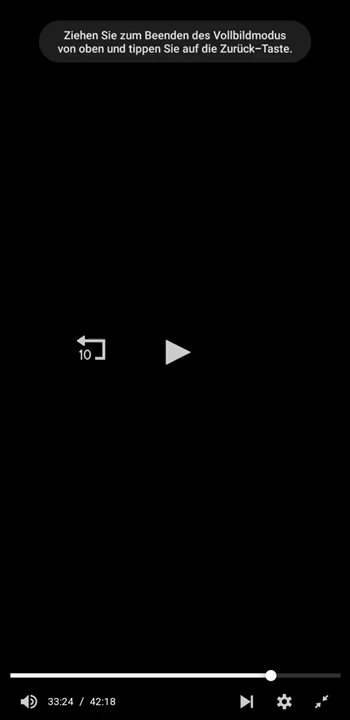 Ziehen Sie zum Beenden des Vollbildmodus
von oben und tippen Sie auf die Zurück–Taste.
10
33:24 / 42:18